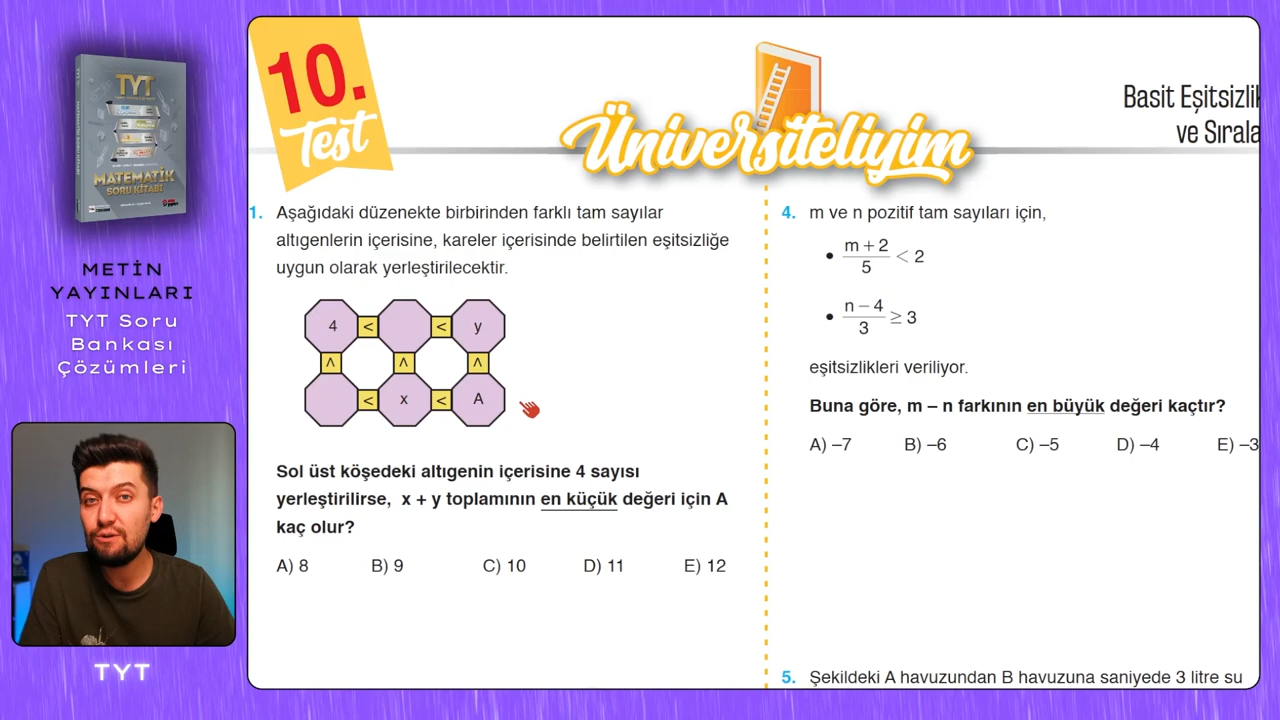 TYT
MATEMATİK
SORU KİTABI
METİN
YAYINLARI
TYT Soru
Bankası
Çözümleri
TYT
10.
Test
Üniversiteliyim
Basit Eşitsizlik
ve Sırala
1. Aşağıdaki düzenekte birbirinden farklı tam sayılar
altıgenlerin içerisine, kareler içerisinde belirtilen eşitsizliğe
uygun olarak yerleştirilecektir.
4 < < y
^ ^ ^
< x < A
Sol üst köşedeki altıgenin içerisine 4 sayısı
yerleştirilirse, x + y toplamının en küçük değeri için A
kaç olur?
A) 8 B) 9 C) 10 D) 11 E) 12
4. m ve n pozitif tam sayıları için,
• m + 2
5 < 2
• n − 4
3 ≥ 3
eşitsizlikleri veriliyor.
Buna göre, m – n farkının en büyük değeri kaçtır?
A) –7 B) –6 C) –5 D) –4 E) –3
5. Şekildeki A havuzundan B havuzuna saniyede 3 litre su